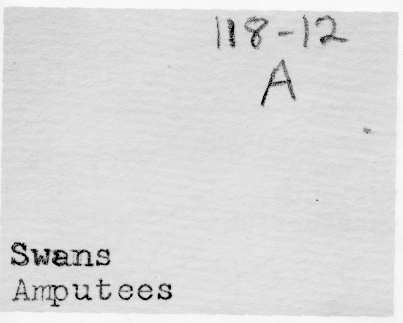 118-12
A
Swans
Amputees